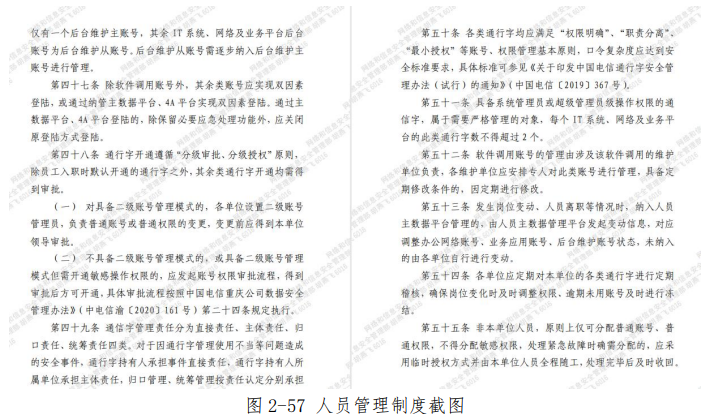 仅有一个后台维护主账号，其余 IT 系统、网络及业务平台后台
账号为后台维护从账号。后台维护从账号需逐步纳入后台维护主
账号进行管理。
第四十七条 除软件调用账号外，其余类账号应实现双因素
登陆，或通过纳管主数据平台、4A 平台实现双因素登陆。通过主
数据平台、4A 平台登陆的，除保留必要应急处理功能外，应关闭
原登陆方式登陆。
第四十八条 通行字开通遵循“分级审批、分级授权”原则，
除员工入职时默认开通的通行字之外，其余类通行字开通均需得
到审批。
（一）对具备二级账号管理模式的，各单位设置二级账号
管理员，负责普通账号或普通权限的变更，变更前应得到本单位
领导审批。
（二）不具备二级账号管理模式的，或具备二级账号管理
模式但需开通敏感操作权限的，应发起账号权限审批流程，得到
审批后方可开通，具体审批流程按照中国电信重庆公司数据安全
管理办法》（中电信渝〔2020〕161 号）第二十四条规定执行。
第四十九条 通信字管理责任分为直接责任、主体责任、归
口责任、统筹责任四类。对于因通行字管理使用不当等问题造成
的安全事件，通行字持有人承担事件直接责任，通行字持有人所
属单位承担主体责任，归口管理、统筹管理按责任认定分别承担
第五十条 各类通行字均应满足“权限明确”、“职责分离”、
“最小授权”等账号、权限管理基本原则，口令复杂度应达到安
全标准要求，具体标准可参见《关于印发中国电信通行字安全管
理办法（试行）的通知》（中国电信〔2019〕367 号）。
第五十一条 具备系统管理员或超级管理员级操作权限的通
信字，属于需要严格管理的对象，每个 IT 系统、网络及业务平
台的此类通行字数不得超过 2 个。
第五十二条 软件调用账号的管理由涉及该软件调用的维护
单位负责，各维护单位应安排专人对此类账号进行管理，具备定
期修改条件的，因定期进行修改。
第五十三条 发生岗位变动、人员离职等情况时，纳入人员
主数据平台管理的，由人员主数据管理平台发起变动信息，对应
调整办公网络账号、业务应用账号、后台维护账号状态，未纳入
的由各单位自行进行变动。
第五十四条 各单位应定期对本单位的各类通行字进行定期
稽核，确保岗位变化时及时调整权限、逾期未用账号及时进行冻
结。
第五十五条 非本单位人员，原则上仅可分配普通账号、普
通权限，不得分配敏感权限，处理紧急故障时确需分配的，应采
用临时授权方式并由本单位人员全程随工，处理完毕后及时收回。
图 2-57 人员管理制度截图